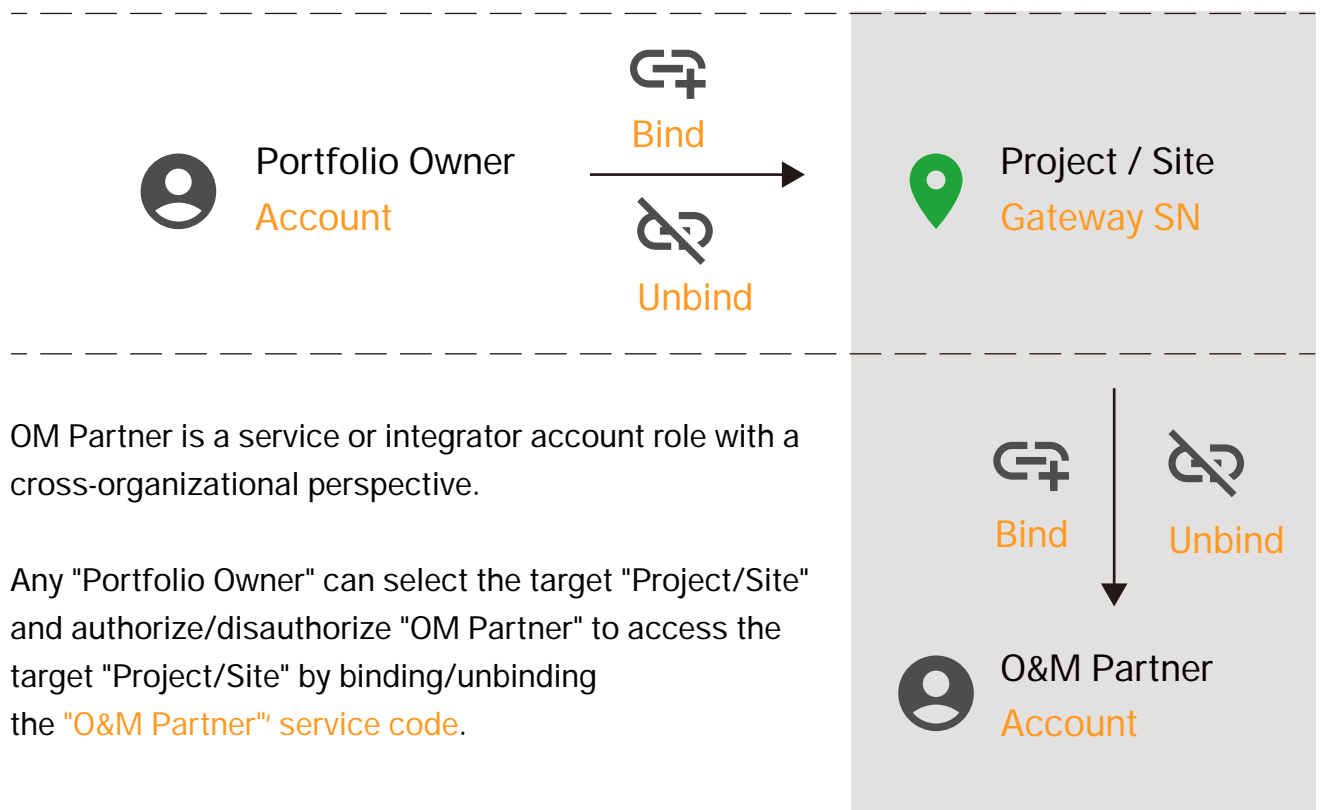 Bind
Portfolio Owner
Account
Unbind
Project / Site
Gateway SN
OM Partner is a service or integrator account role with a
cross-organizational perspective.
Any "Portfolio Owner" can select the target "Project/Site"
and authorize/disauthorize "OM Partner" to access the
target "Project/Site" by binding/unbinding
the "O&M Partner"' service code.
Bind
Unbind
O&M Partner
Account